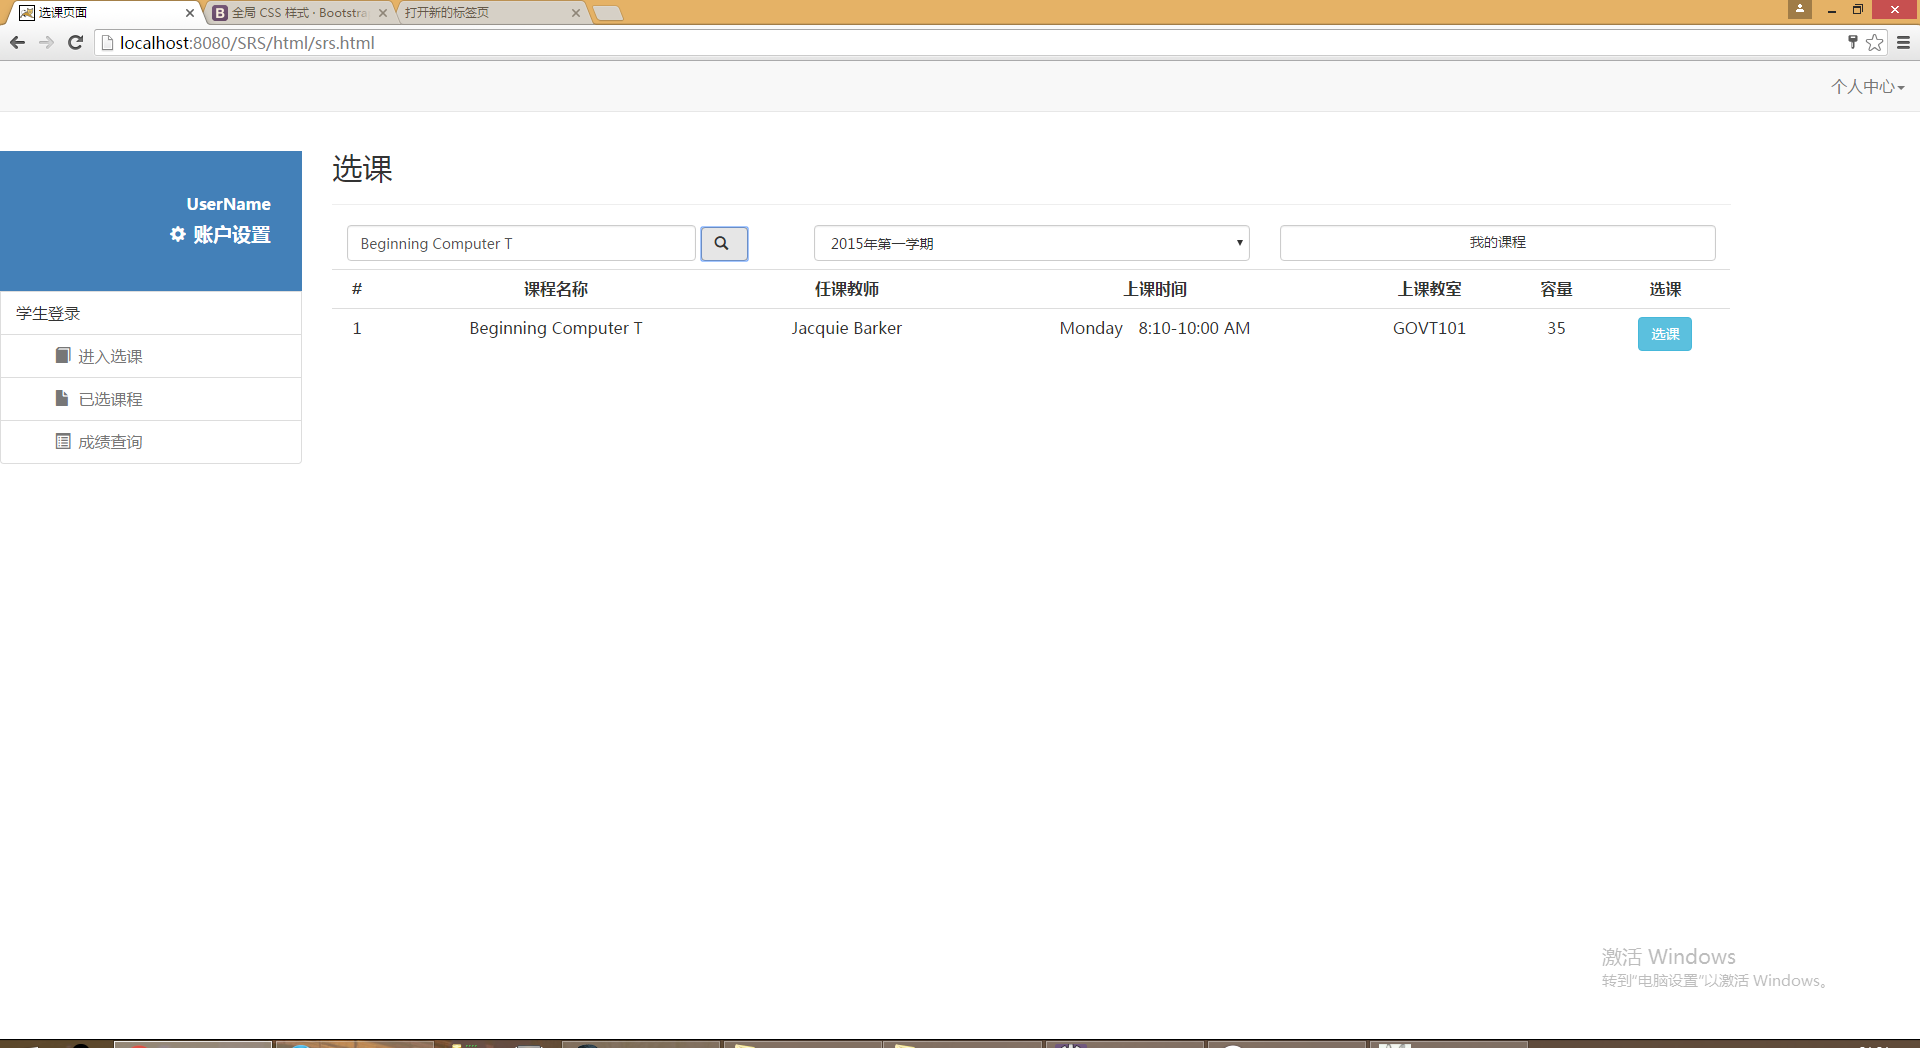 选课页面
全局 CSS 样式 · Bootstra
打开新的标签页
localhost:8080/SRS/html/srs.html
个人中心
UserName
账户设置
学生登录
进入选课
已选课程
成绩查询
选课
Beginning Computer T
2015年第一学期
我的课程
# 课程名称 任课教师 上课时间 上课教室 容量 选课
1 Beginning Computer T Jacquie Barker Monday 8:10-10:00 AM GOVT101 35 选课
激活 Windows
转到“电脑设置”以激活 Windows。